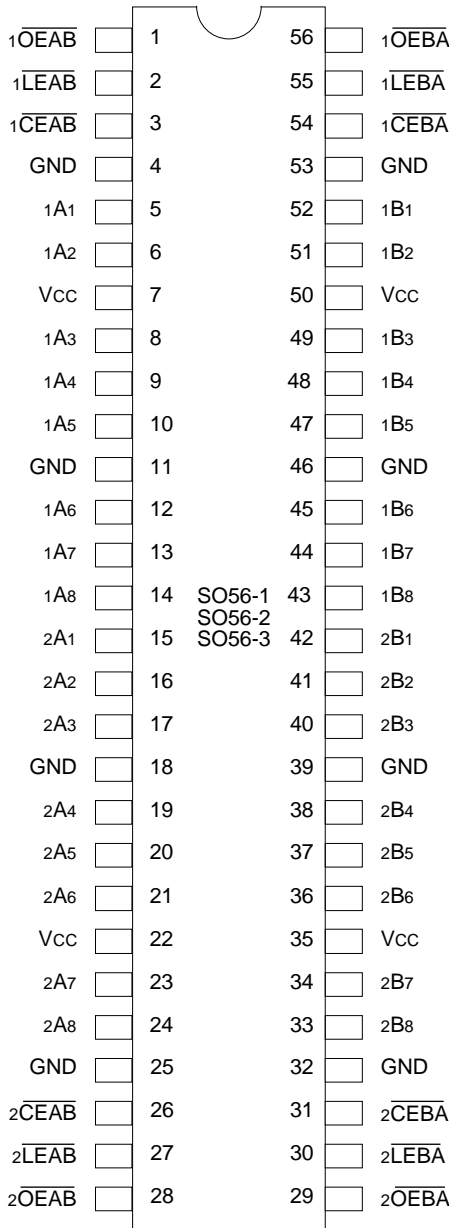 1OEAB 1 56 1OEBA
1LEAB 2 55 1LEBA
1CEAB 3 54 1CEBA
GND 4 53 GND
1A1 5 52 1B1
1A2 6 51 1B2
VCC 7 50 VCC
1A3 8 49 1B3
1A4 9 48 1B4
1A5 10 47 1B5
GND 11 46 GND
1A6 12 45 1B6
1A7 13 44 1B7
1A8 14 SO56-1 43 1B8
SO56-2
2A1 15 SO56-3 42 2B1
2A2 16 41 2B2
2A3 17 40 2B3
GND 18 39 GND
2A4 19 38 2B4
2A5 20 37 2B5
2A6 21 36 2B6
VCC 22 35 VCC
2A7 23 34 2B7
2A8 24 33 2B8
GND 25 32 GND
2CEAB 26 31 2CEBA
2LEAB 27 30 2LEBA
2OEAB 28 29 2OEBA